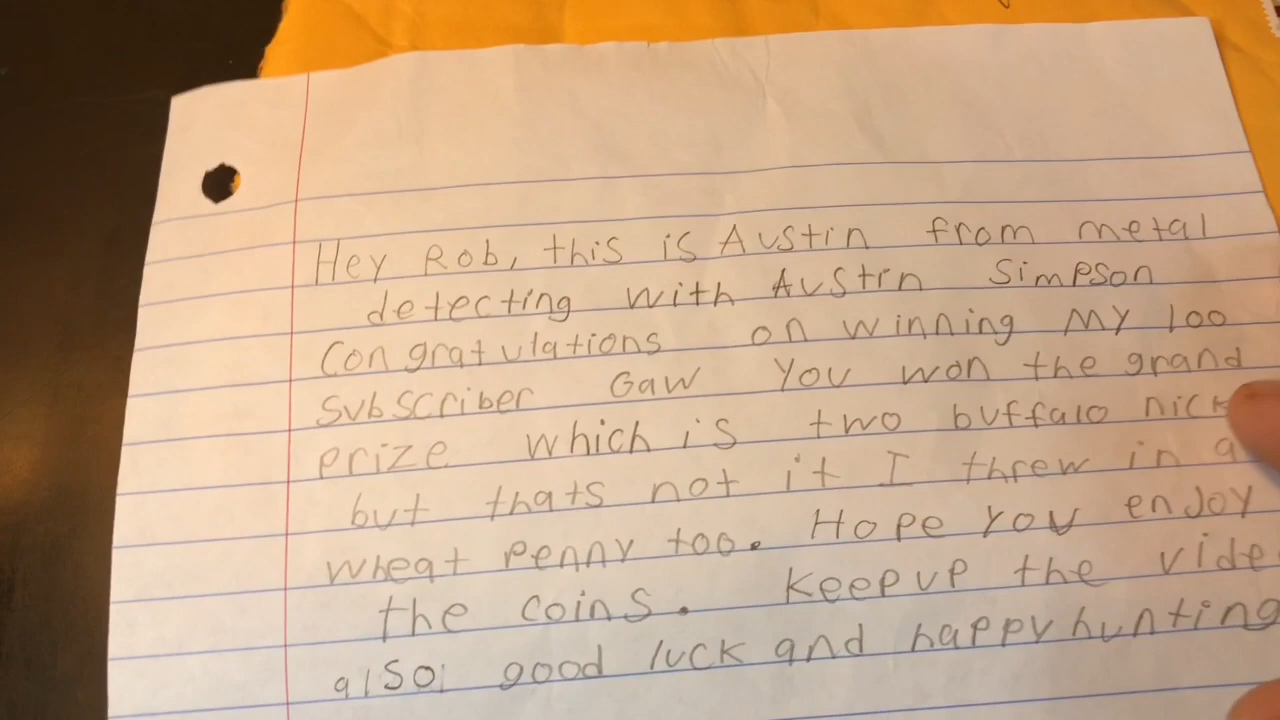 Hey Rob, this is Austin from metal
detecting with Austin Simpson
Congratulations on winning my 100
subscriber Gaw You won the grand
prize which is two buffalo nick
but thats not it I threw in a
wheat penny too. Hope you enjoy
the coins. Keep up the vide
also, good luck and happy hunting